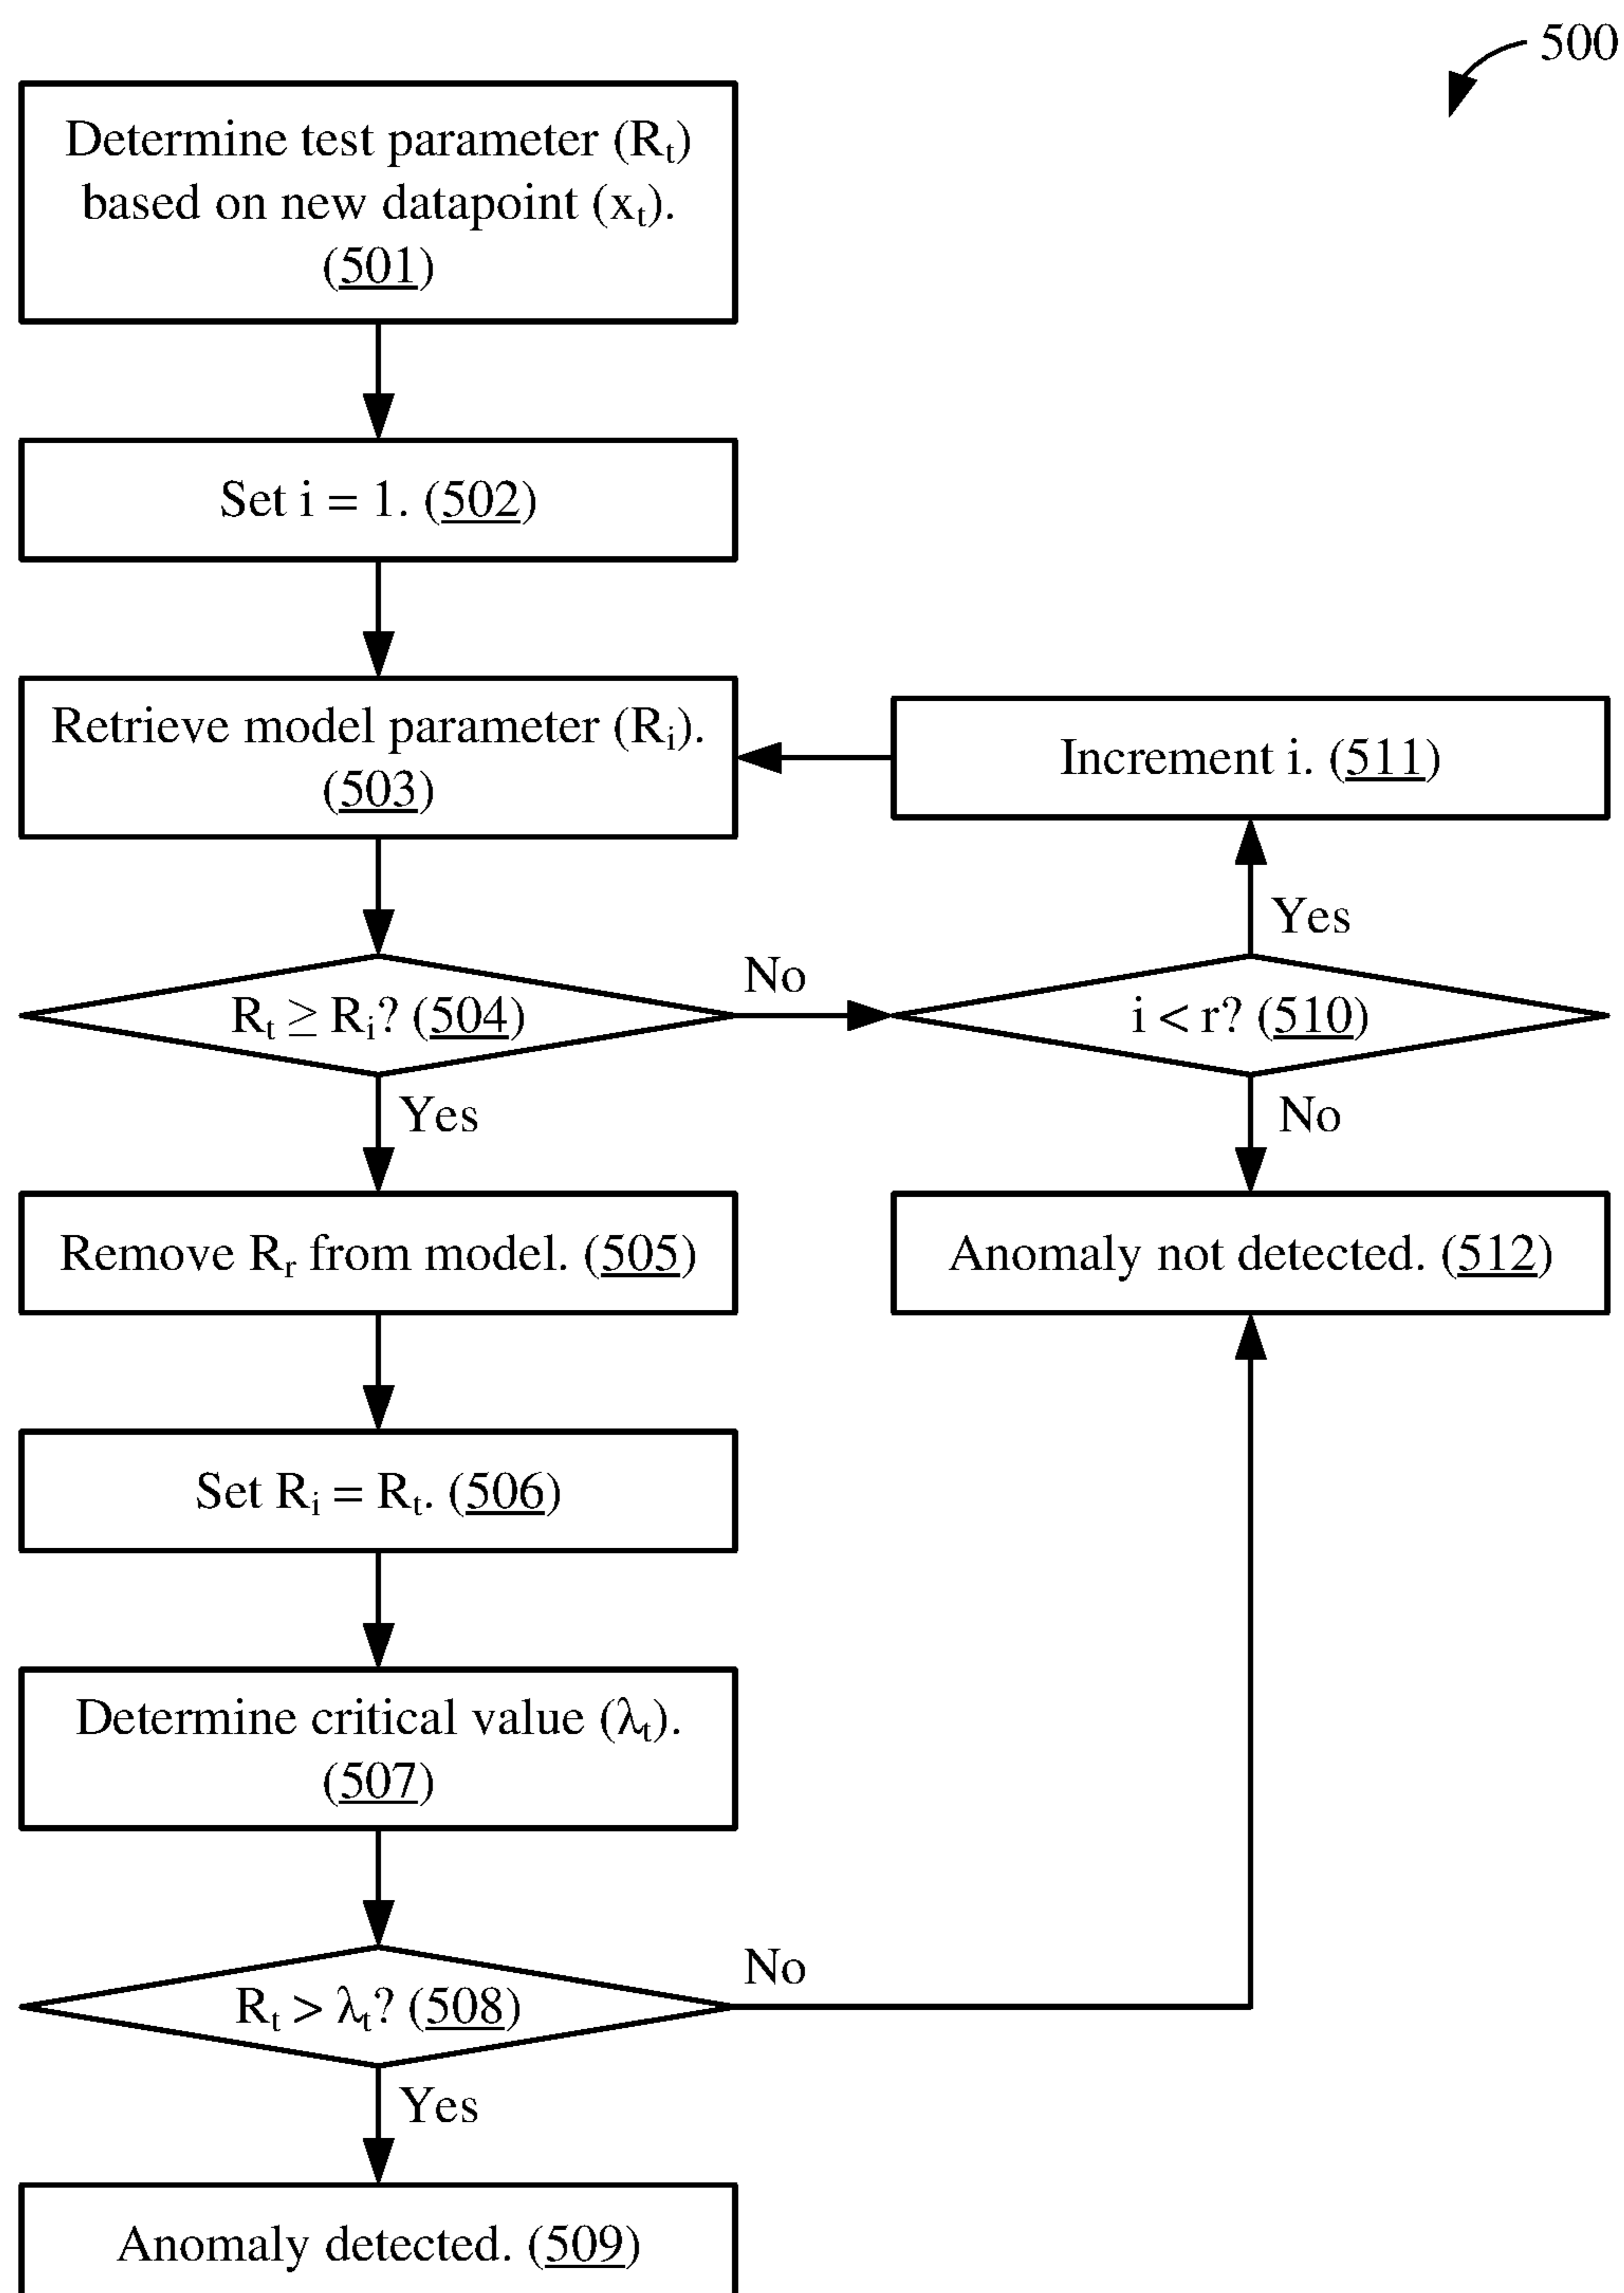 500
Determine test parameter (Rₜ)
based on new datapoint (xₜ).
(501)
Set i = 1. (502)
Retrieve model parameter (Rᵢ).
(503)
Increment i. (511)
Yes
No
Rₜ ≥ Rᵢ? (504)
i < r? (510)
Yes
No
Remove Rᵣ from model. (505)
Anomaly not detected. (512)
Set Rᵢ = Rₜ. (506)
Determine critical value (λₜ).
(507)
No
Rₜ > λₜ? (508)
Yes
Anomaly detected. (509)